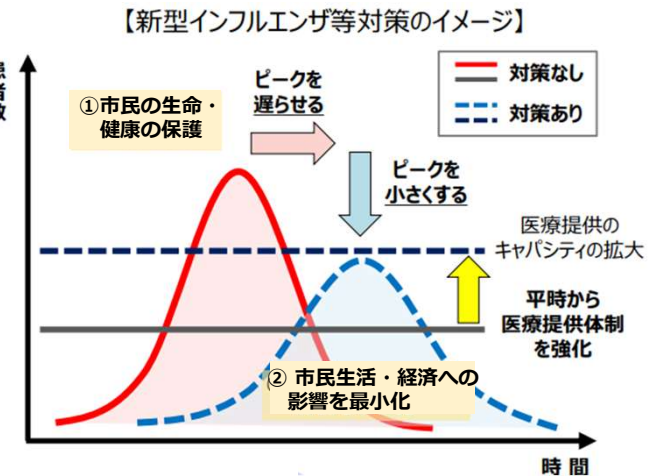 【新型インフルエンザ等対策のイメージ】
患者数
①市民の生命・
健康の保護
ピークを
遅らせる
対策なし
対策あり
ピークを
小さくする
医療提供の
キャパシティの拡大
平時から
医療提供体制
を強化
② 市民生活・経済への
影響を最小化
時間